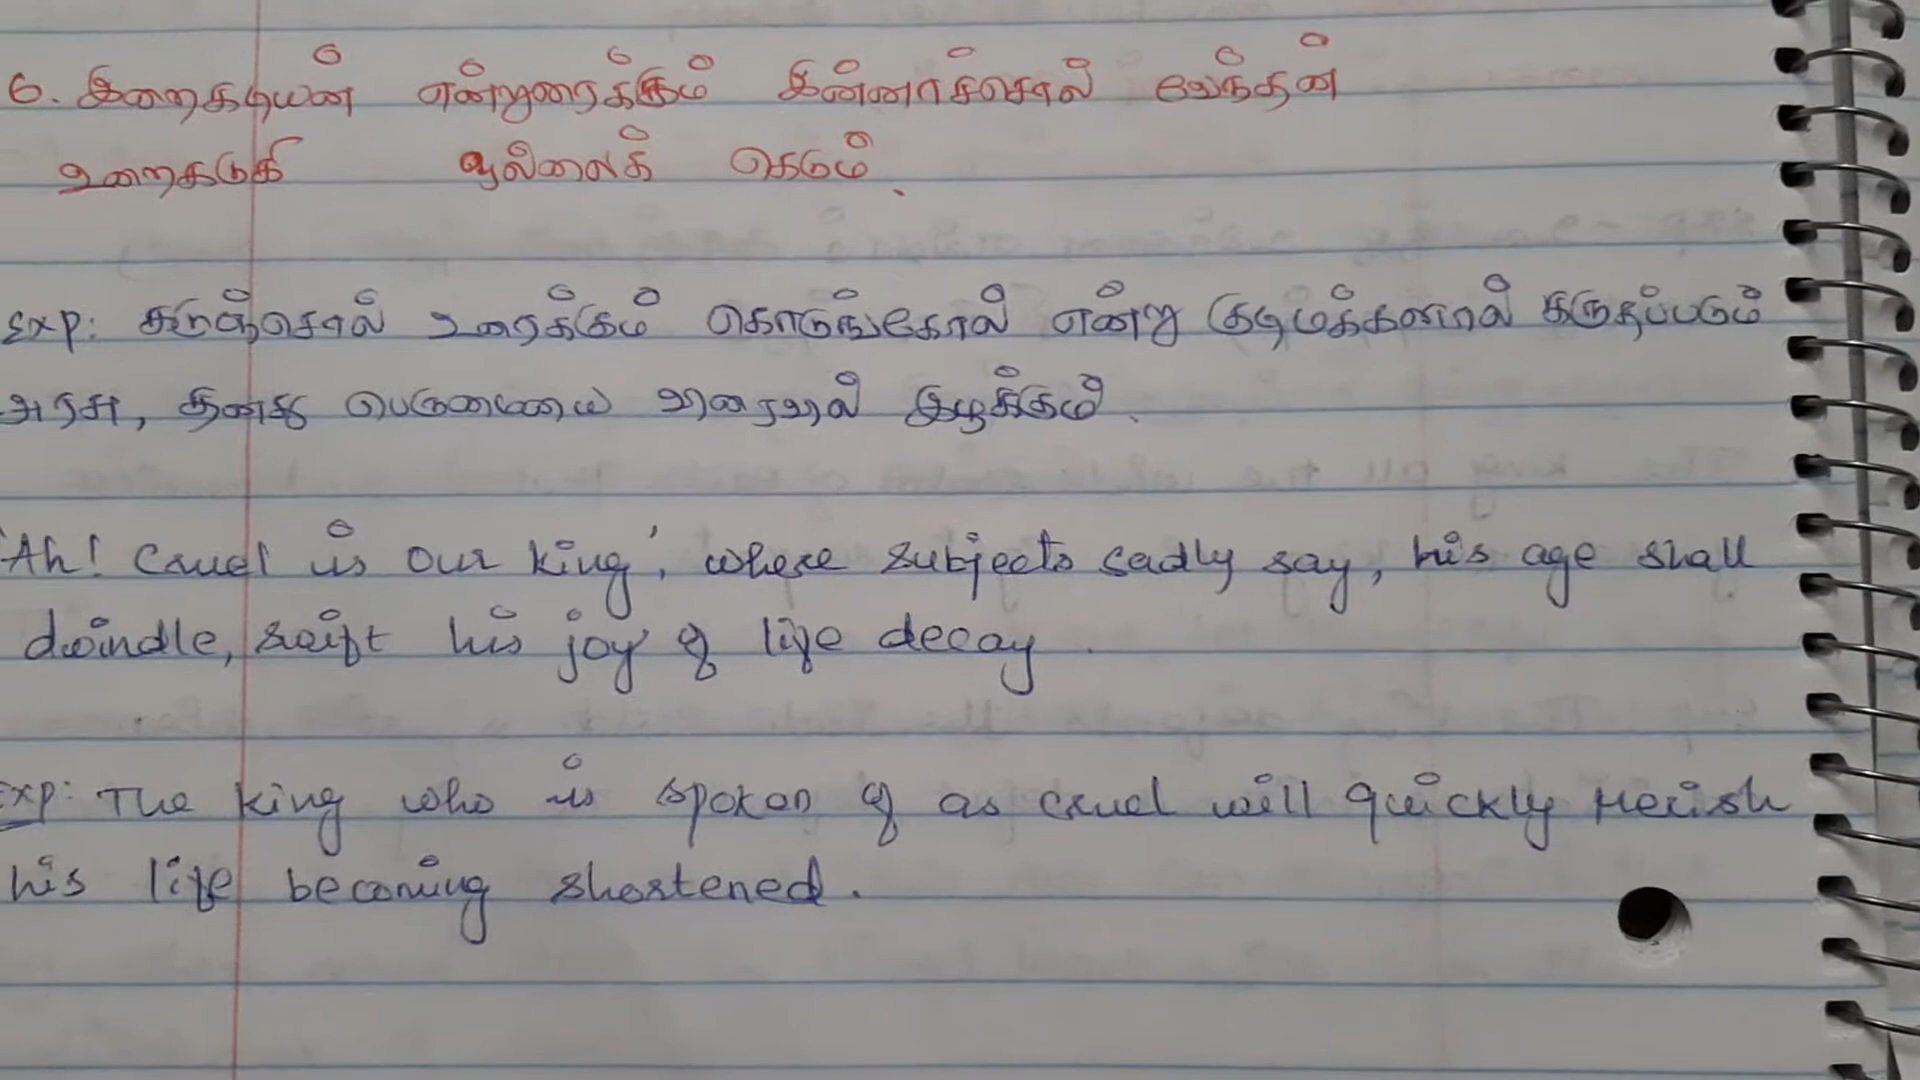 6. இறைகடியன் என்றுரைக்கும் இன்னாச்சொல் வேந்தன்
உறைகடுகி ஒல்லைக் கெடும்.
Exp: கடுஞ்சொல் உரைக்கும் கொடுங்கோல் என்று குடிமக்களால் கருதப்படும்
அரசு, தனது பெருமையை விரைவில் இழக்கும்.
'Ah! Cruel is our king', where subjects sadly say, his age shall
dwindle, swift his joy of life decay.
Exp: The king who is spoken of as cruel will quickly perish
his life becoming shortened.